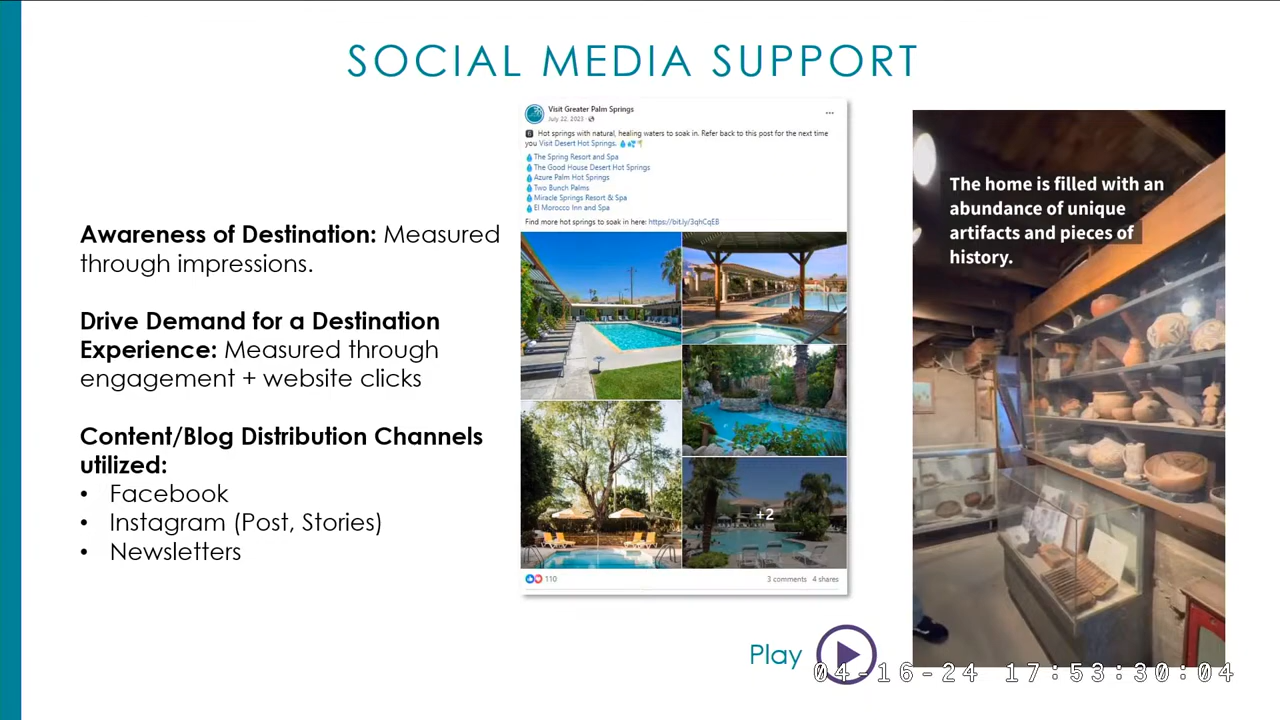 SOCIAL MEDIA SUPPORT
Awareness of Destination: Measured
through impressions.
Drive Demand for a Destination
Experience: Measured through
engagement + website clicks
Content/Blog Distribution Channels
utilized:
• Facebook
• Instagram (Post, Stories)
• Newsletters
Visit Greater Palm Springs
July 22, 2023 ·
Hot springs with natural, healing waters to soak in. Refer back to this post for the next time
you Visit Desert Hot Springs.
The Spring Resort and Spa
The Good House Desert Hot Springs
Azure Palm Hot Springs
Two Bunch Palms
Miracle Springs Resort & Spa
El Morocco Inn and Spa
Find more hot springs to soak in here: https://bit.ly/3qhCqEB
+2
110
3 comments 4 shares
The home is filled with an
abundance of unique
artifacts and pieces of
history.
Play
04-16-24 17:53:30:04